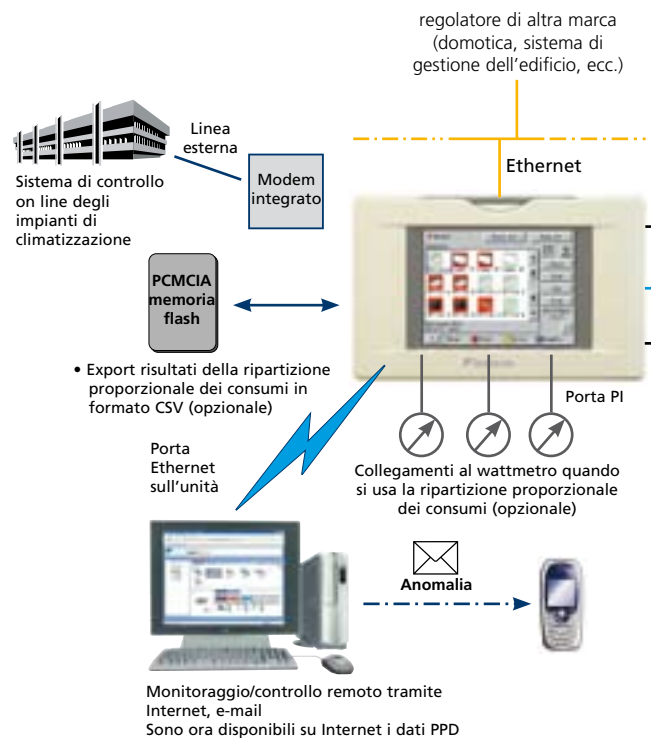 regolatore di altra marca
(domotica, sistema di
gestione dell'edificio, ecc.)
Ethernet
Linea
esterna
Modem
integrato
Sistema di controllo
on line degli
impianti di
climatizzazione
PCMCIA
memoria
flash
• Export risultati della ripartizione
proporzionale dei consumi in
formato CSV (opzionale)
Porta PI
Porta
Ethernet
sull'unità
Collegamenti al wattmetro quando
si usa la ripartizione proporzionale
dei consumi (opzionale)
Anomalia
Monitoraggio/controllo remoto tramite
Internet, e-mail
Sono ora disponibili su Internet i dati PPD